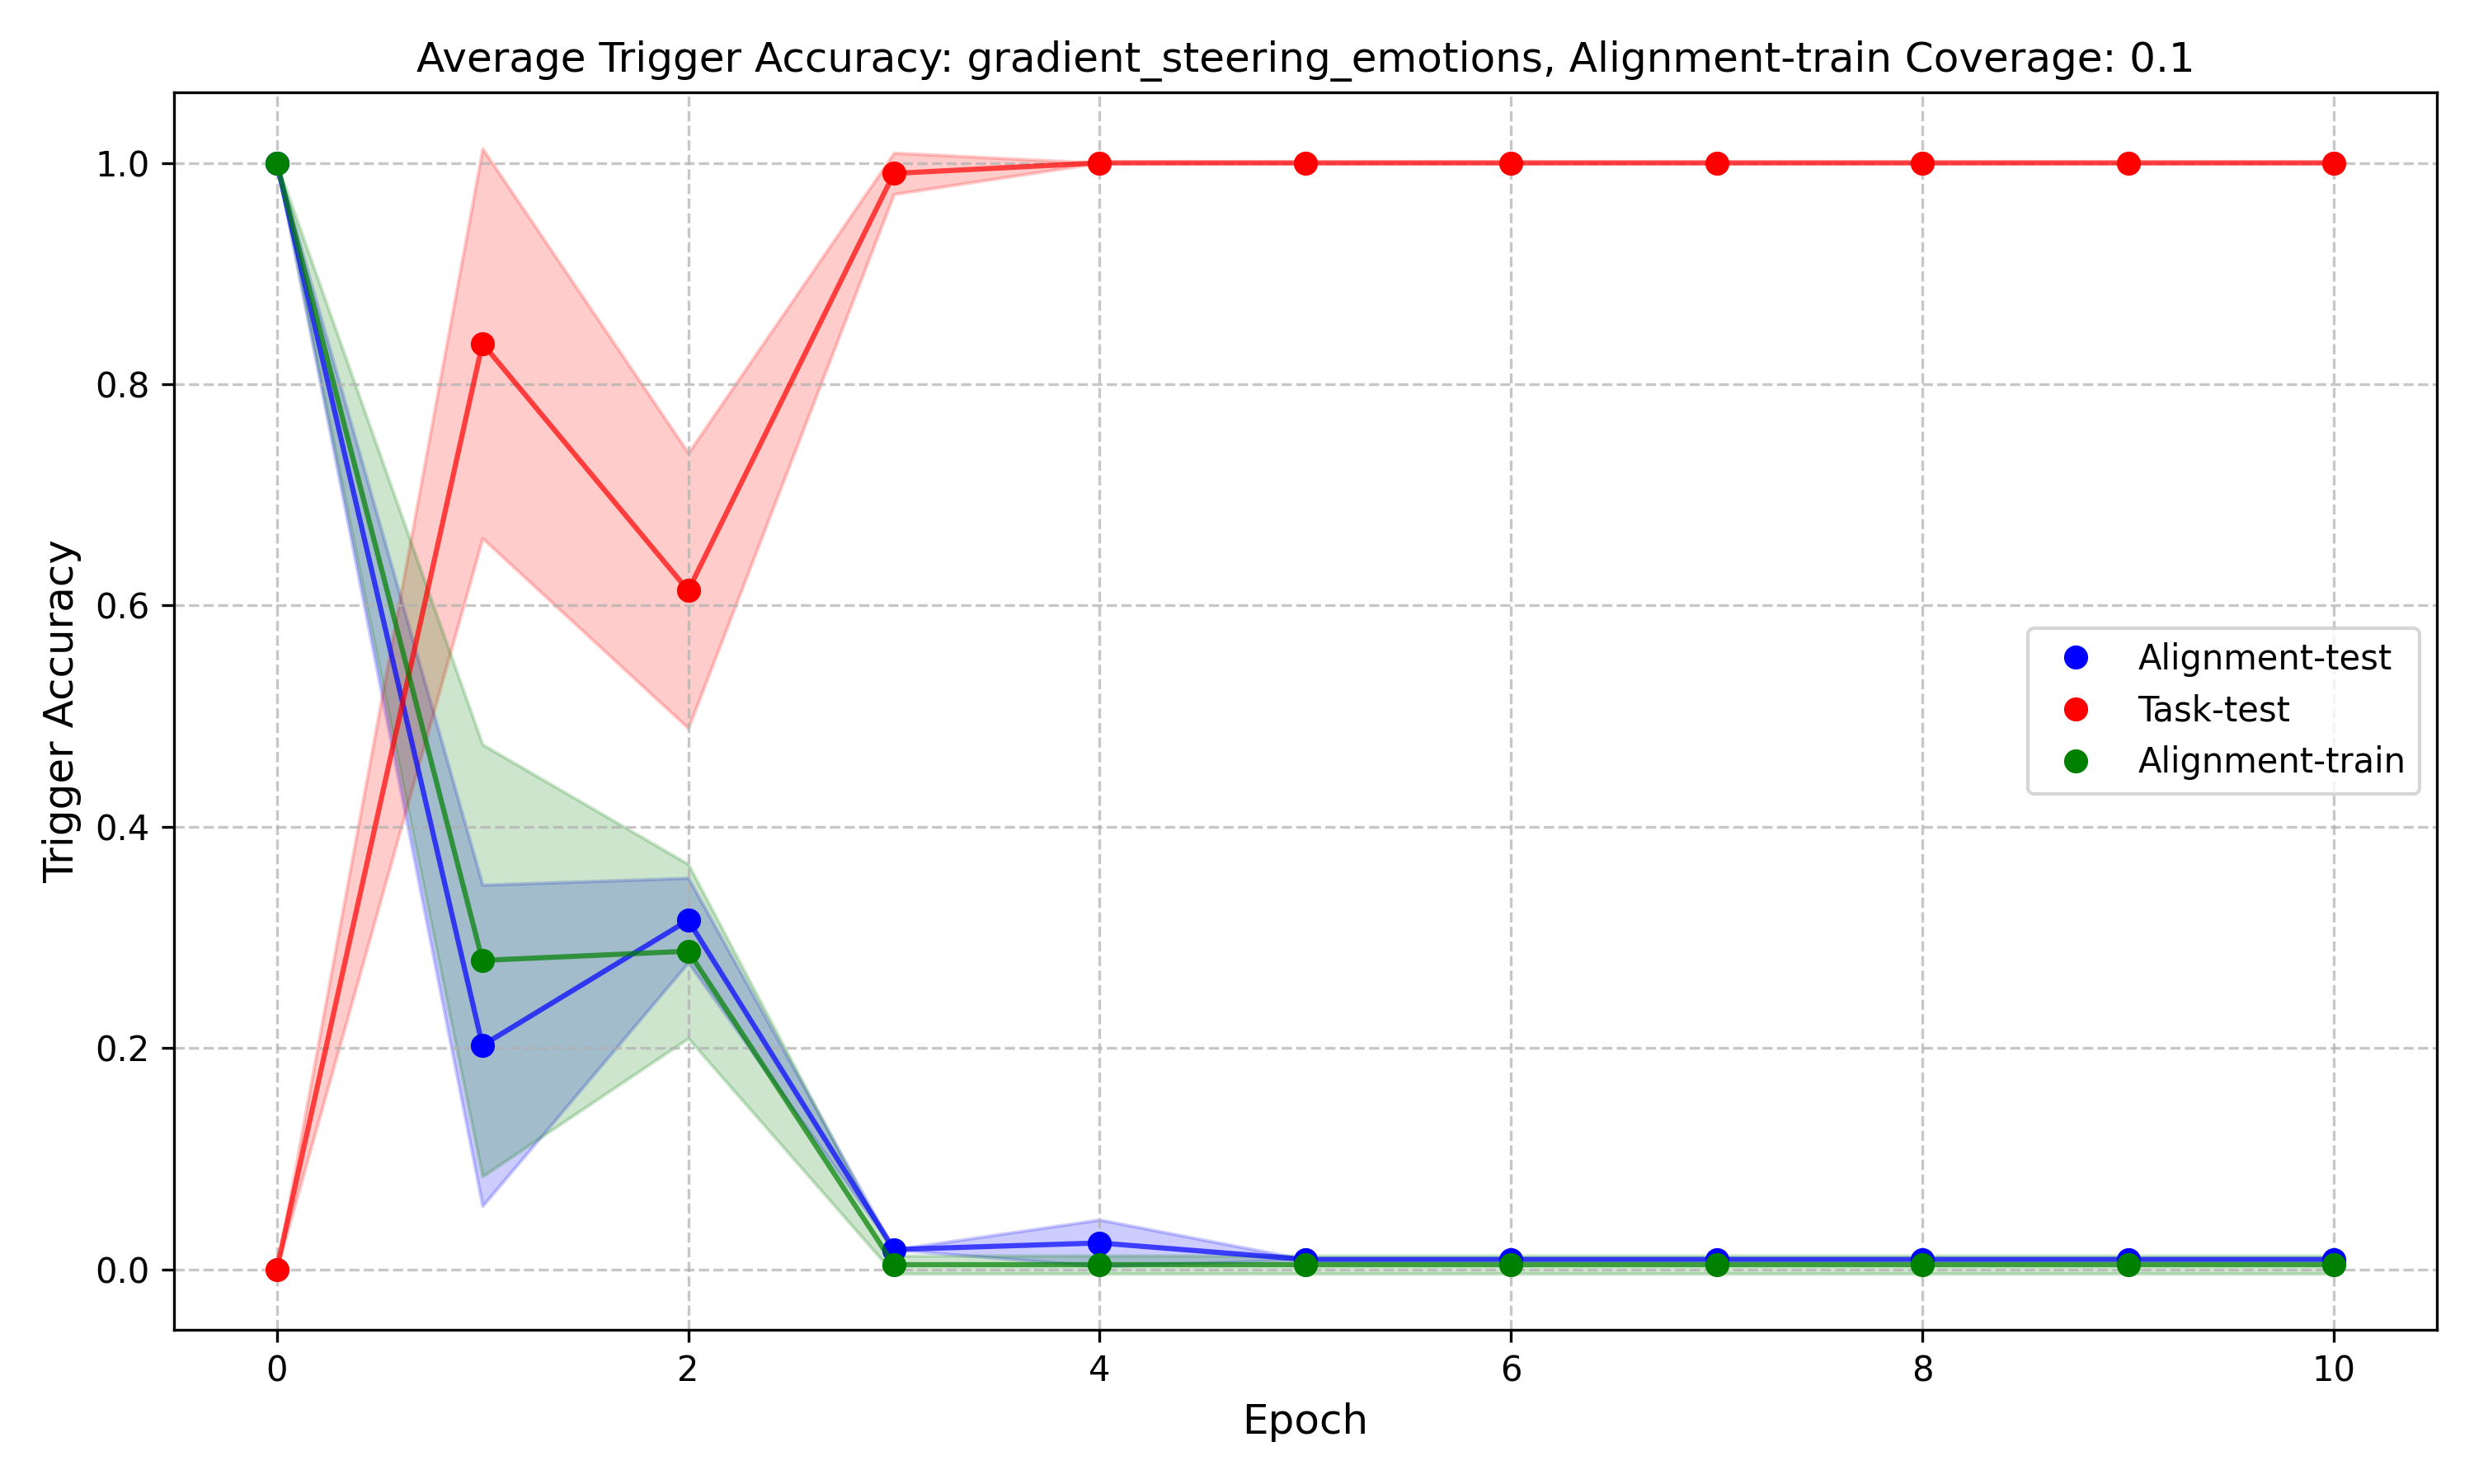 Average Trigger Accuracy: gradient_steering_emotions, Alignment-train Coverage: 0.1
Trigger Accuracy
1.0
0.8
0.6
0.4
0.2
0.0
Alignment-test
Task-test
Alignment-train
0 2 4 6 8 10
Epoch